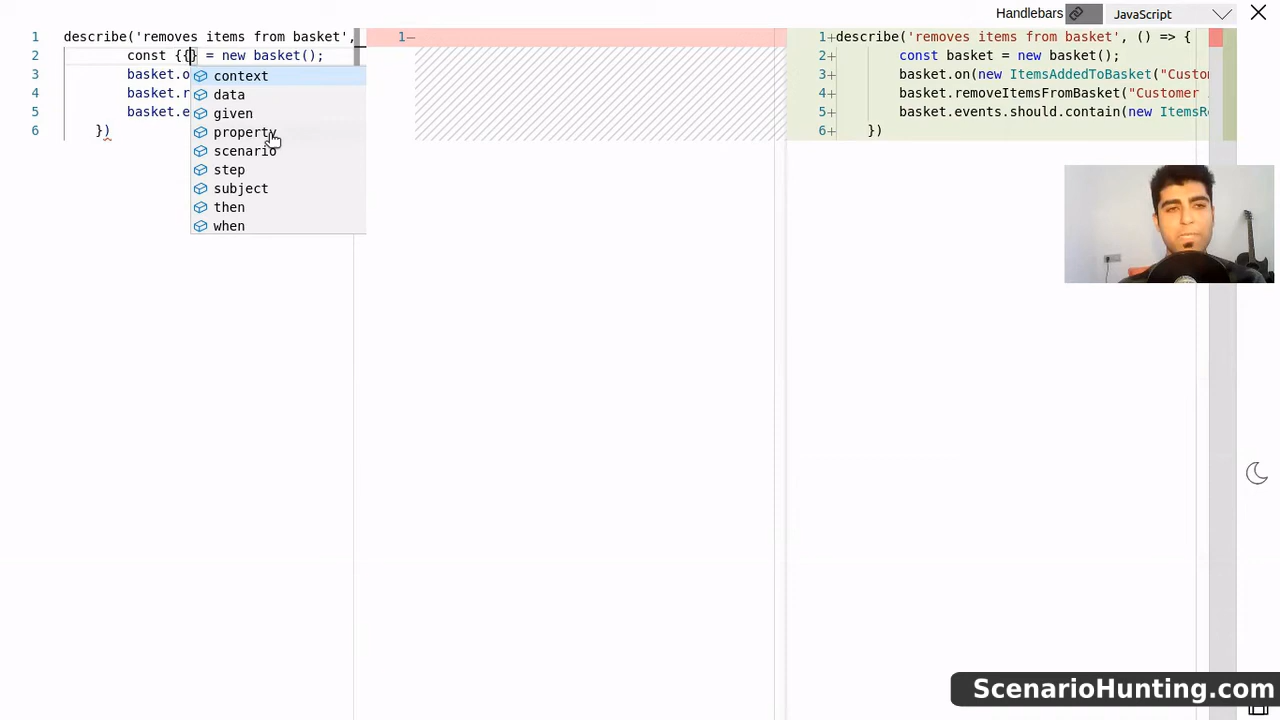 Handlebars JavaScript
1 describe('removes items from basket',
2 const {{}} = new basket();
3 basket.o
4 basket.r
5 basket.e
6 })
context
data
given
property
scenario
step
subject
then
when
1−
1+ describe('removes items from basket', () => {
2+ const basket = new basket();
3+ basket.on(new ItemsAddedToBasket("Custo
4+ basket.removeItemsFromBasket("Customer
5+ basket.events.should.contain(new ItemsRe
6+ })
ScenarioHunting.com